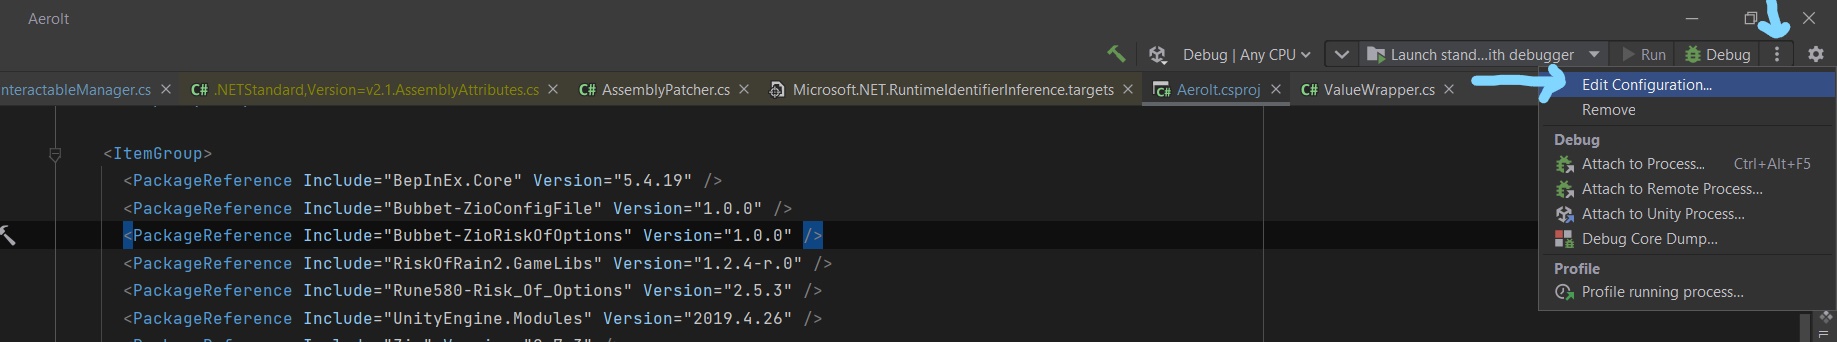 Aerolt
Debug | Any CPU
Launch stand...ith debugger
Run
Debug
nteractableManager.cs
C# .NETStandard,Version=v2.1.AssemblyAttributes.cs
C# AssemblyPatcher.cs
Microsoft.NET.RuntimeIdentifierInference.targets
C# Aerolt.csproj
C# ValueWrapper.cs
Edit Configuration...
Remove
Debug
Attach to Process... Ctrl+Alt+F5
Attach to Remote Process...
Attach to Unity Process...
Debug Core Dump...
Profile
Profile running process...
<ItemGroup>
<PackageReference Include="BepInEx.Core" Version="5.4.19" />
<PackageReference Include="Bubbet-ZioConfigFile" Version="1.0.0" />
<PackageReference Include="Bubbet-ZioRiskOfOptions" Version="1.0.0" />
<PackageReference Include="RiskOfRain2.GameLibs" Version="1.2.4-r.0" />
<PackageReference Include="Rune580-Risk_Of_Options" Version="2.5.3" />
<PackageReference Include="UnityEngine.Modules" Version="2019.4.26" />